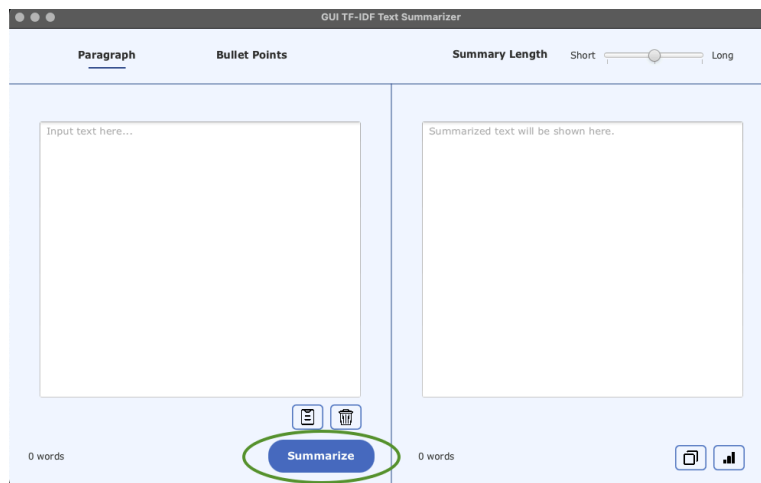 GUI TF-IDF Text Summarizer
Paragraph Bullet Points Summary Length Short Long
Input text here...
Summarized text will be shown here.
0 words Summarize 0 words